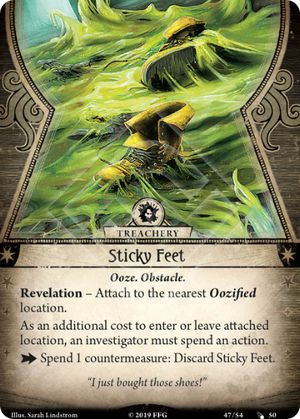 TREACHERY
Sticky Feet
Ooze. Obstacle.
Revelation – Attach to the nearest Oozified
location.
As an additional cost to enter or leave attached
location, an investigator must spend an action.
Spend 1 countermeasure: Discard Sticky Feet.
"I just bought those shoes!"
Illus. Sarah Lindstrom © 2019 FFG 47/54 50